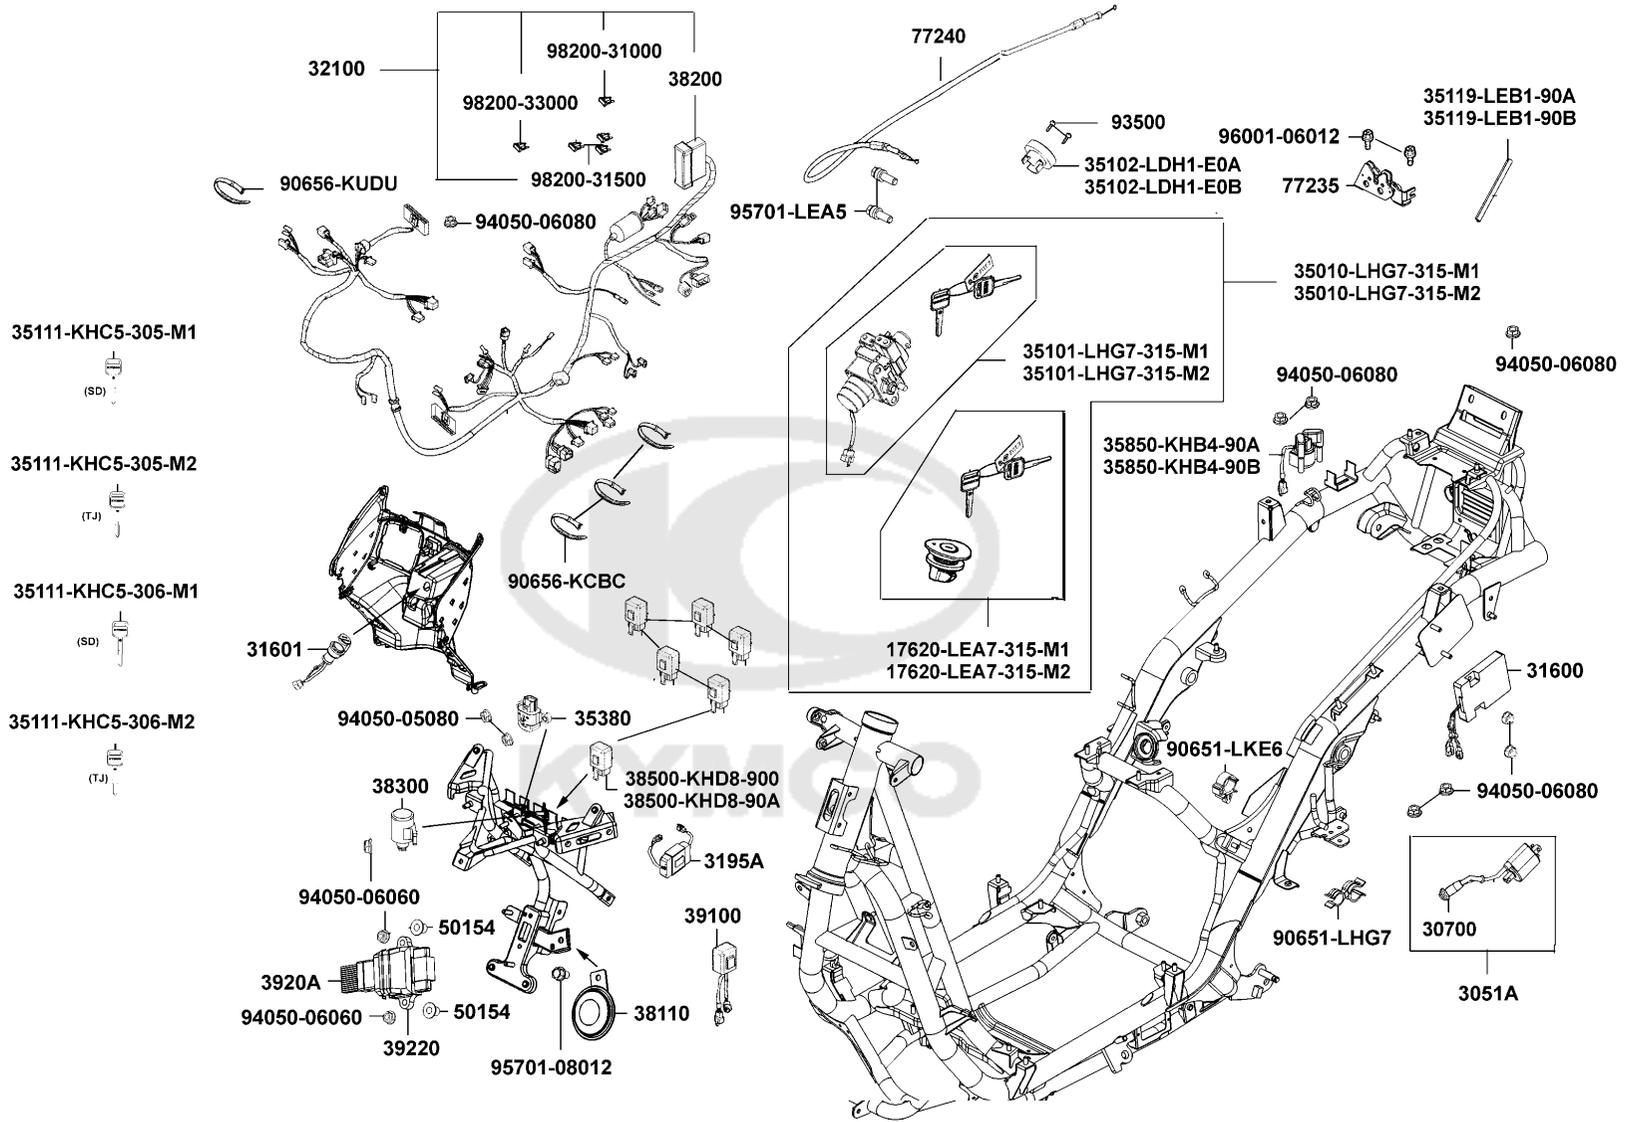 77240
98200-31000
32100
38200
35119-LEB1-90A
35119-LEB1-90B
98200-33000
93500
96001-06012
35102-LDH1-E0A
35102-LDH1-E0B
90656-KUDU
98200-31500
77235
95701-LEA5
94050-06080
35010-LHG7-315-M1
35010-LHG7-315-M2
35111-KHC5-305-M1
(SD)
35101-LHG7-315-M1
35101-LHG7-315-M2
94050-06080
94050-06080
35850-KHB4-90A
35850-KHB4-90B
35111-KHC5-305-M2
(TJ)
90656-KCBC
35111-KHC5-306-M1
(SD)
31601
17620-LEA7-315-M1
17620-LEA7-315-M2
31600
35111-KHC5-306-M2
(TJ)
94050-05080
35380
KYMCO
90651-LKE6
38500-KHD8-900
38500-KHD8-90A
38300
94050-06080
3195A
94050-06060
39100
50154
30700
90651-LHG7
3920A
3051A
94050-06060
50154
38110
39220
95701-08012